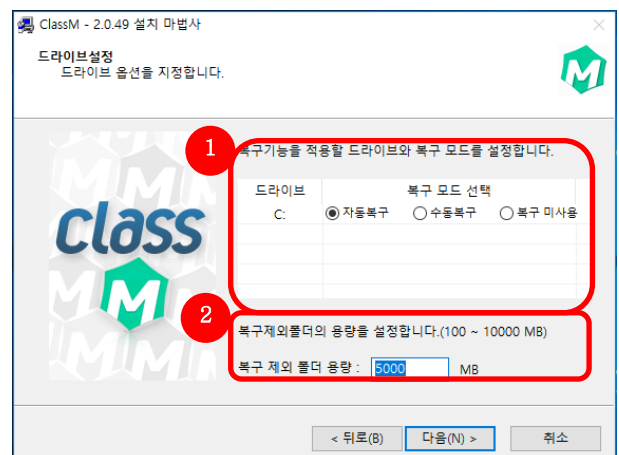 ClassM - 2.0.49 설치 마법사
드라이브설정
드라이브 옵션을 지정합니다.
M
1
복구기능을 적용할 드라이브와 복구 모드를 설정합니다.
드라이브 복구 모드 선택
C: 자동복구 수동복구 복구 미사용
class
M
2
복구제외폴더의 용량을 설정합니다.(100 ~ 10000 MB)
복구 제외 폴더 용량 : 5000 MB
< 뒤로(B) 다음(N) > 취소